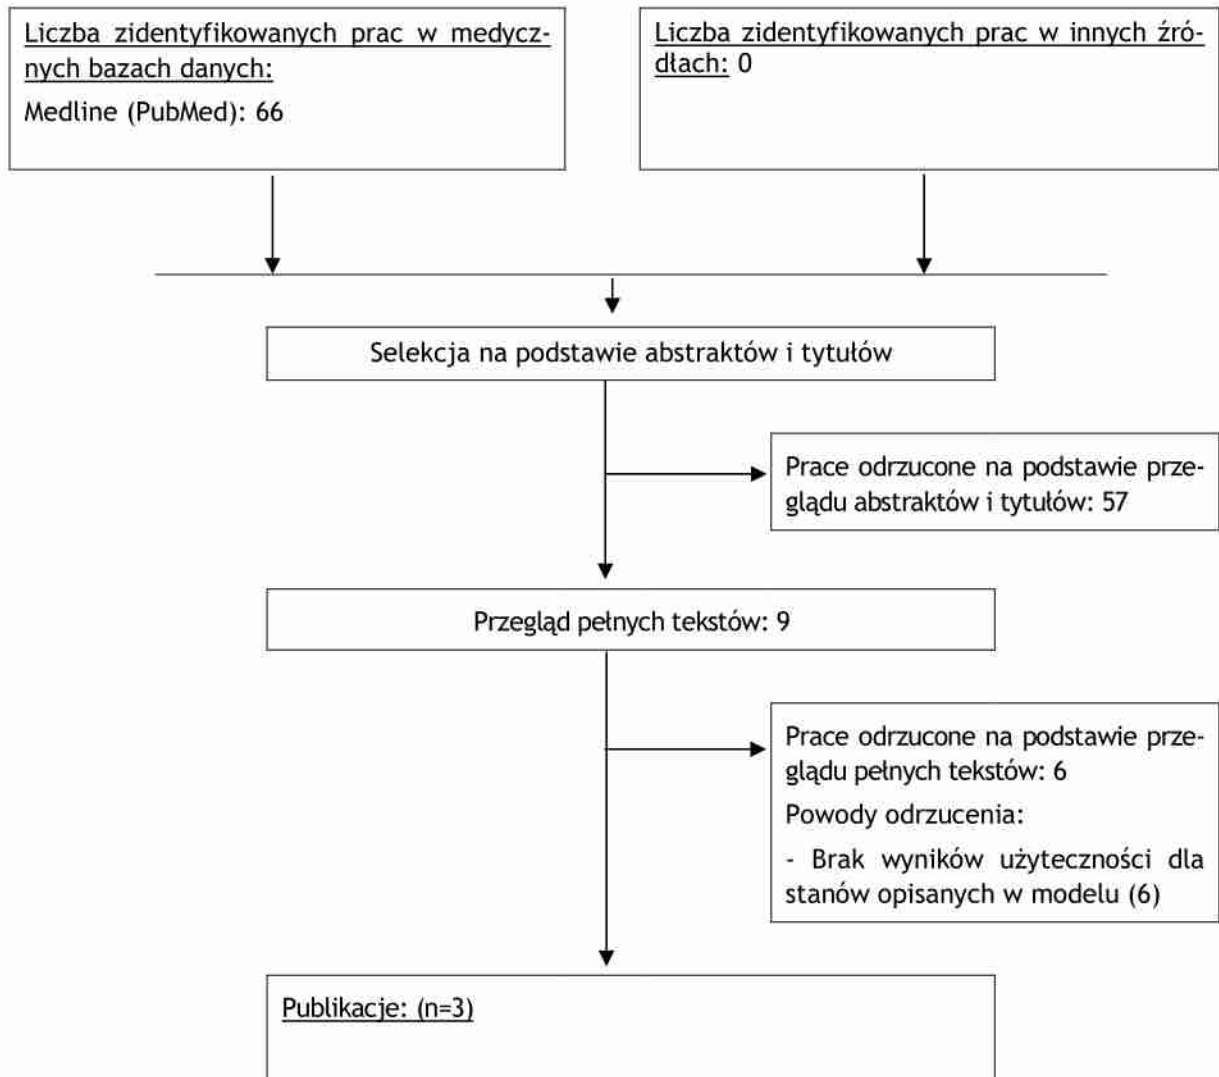 Liczba zidentyfikowanych prac w medycz-
nych bazach danych:
Medline (PubMed): 66
Liczba zidentyfikowanych prac w innych źró-
dłach: 0
Selekcja na podstawie abstraktów i tytułów
Prace odrzucone na podstawie prze-
glądu abstraktów i tytułów: 57
Przegląd pełnych tekstów: 9
Prace odrzucone na podstawie prze-
glądu pełnych tekstów: 6
Powody odrzucenia:
- Brak wyników użyteczności dla
stanów opisanych w modelu (6)
Publikacje: (n=3)